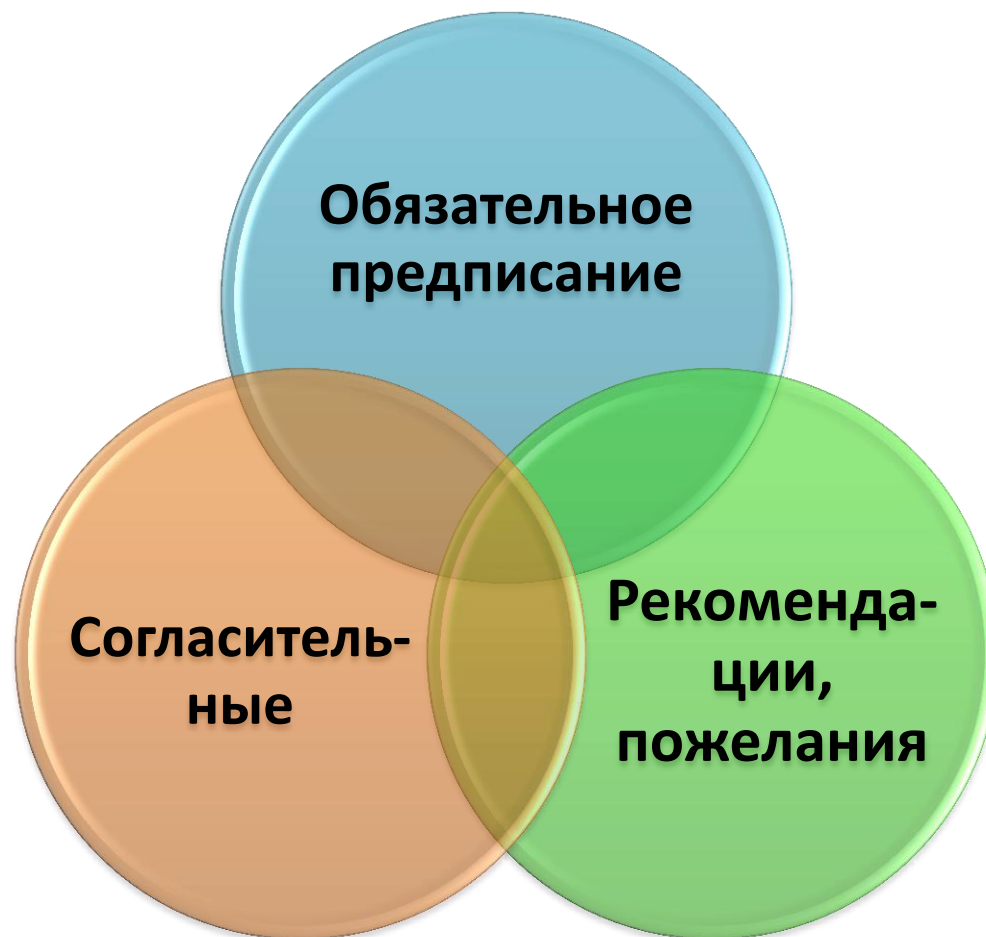 Обязательное
предписание
Согласитель-
ные
Рекоменда-
ции,
пожелания